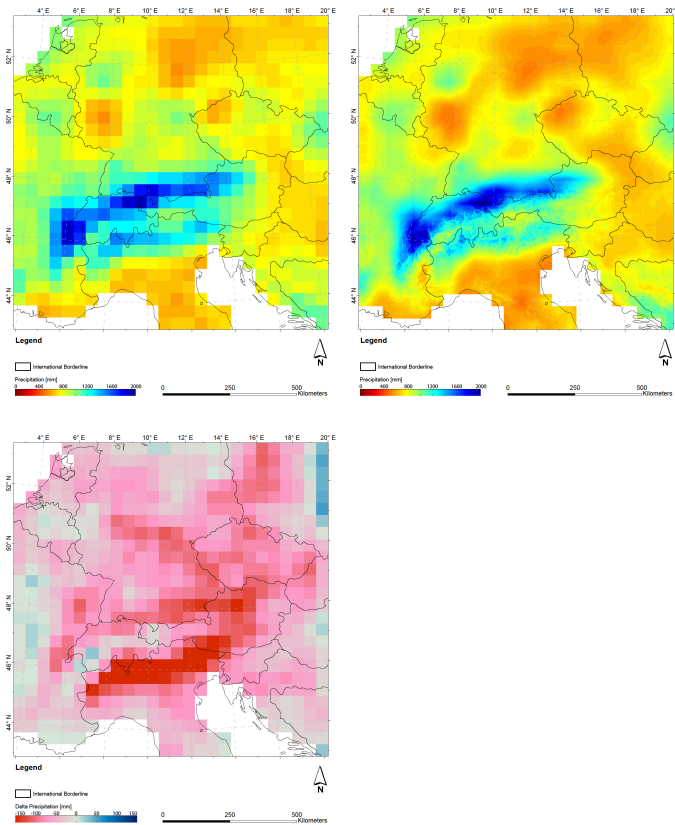 4° E 6° E 8° E 10° E 12° E 14° E 16° E 18° E 20° E
52° N
50° N
48° N
46° N
44° N
Legend
International Borderline
Precipitation [mm]
0 400 800 1200 1600 2000
0 250 500
Kilometers
N
4° E 6° E 8° E 10° E 12° E 14° E 16° E 18° E 20° E
52° N
50° N
48° N
46° N
44° N
Legend
International Borderline
Precipitation [mm]
0 400 800 1200 1600 2000
0 250 500
Kilometers
N
4° E 6° E 8° E 10° E 12° E 14° E 16° E 18° E 20° E
52° N
50° N
48° N
46° N
44° N
Legend
International Borderline
Delta Precipitation [mm]
-150 -100 -50 0 50 100 150
0 250 500
Kilometers
N